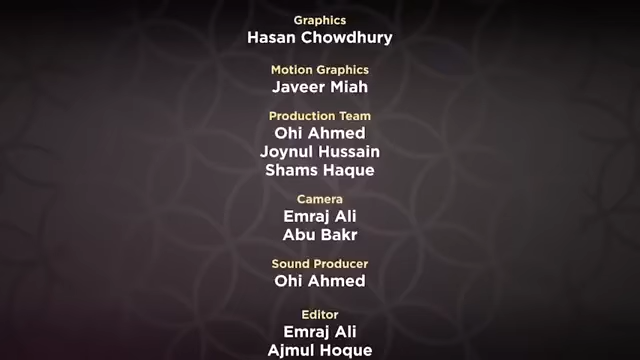 Graphics
Hasan Chowdhury
Motion Graphics
Javeer Miah
Production Team
Ohi Ahmed
Joynul Hussain
Shams Haque
Camera
Emraj Ali
Abu Bakr
Sound Producer
Ohi Ahmed
Editor
Emraj Ali
Ajmul Hoque